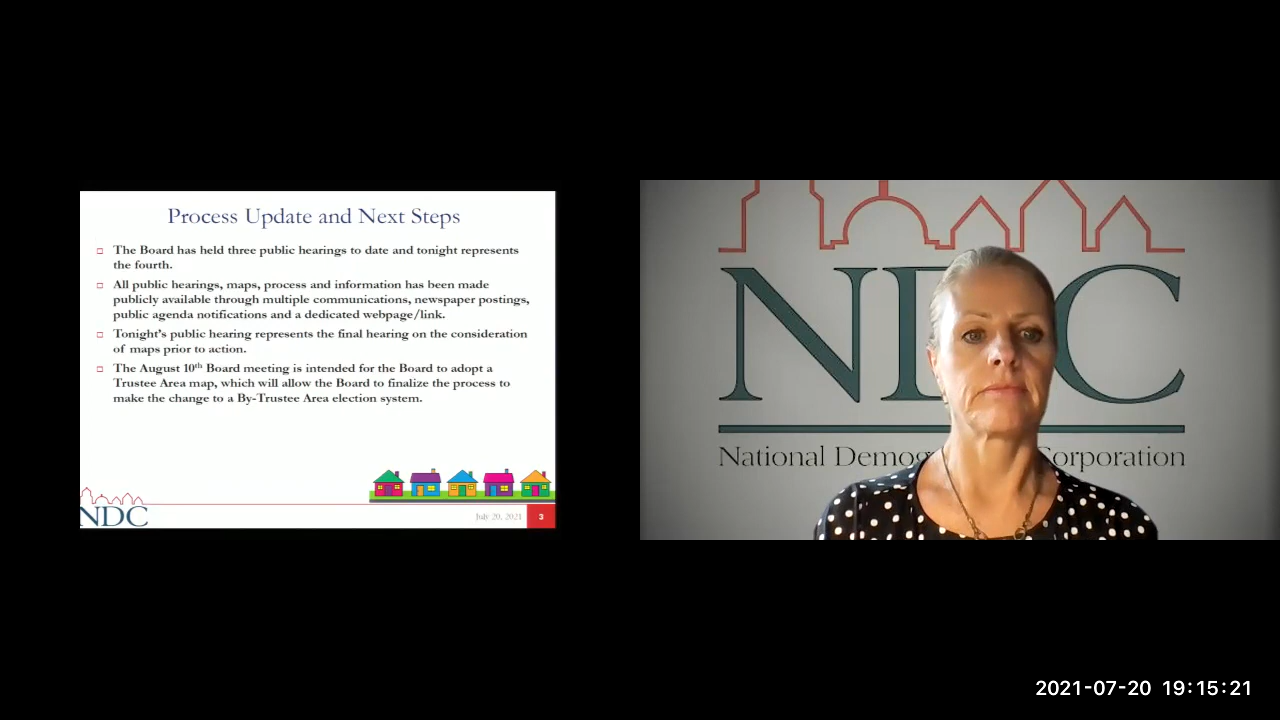 Process Update and Next Steps
The Board has held three public hearings to date and tonight represents
the fourth.
All public hearings, maps, process and information has been made
publicly available through multiple communications, newspaper postings,
public agenda notifications and a dedicated webpage/link.
Tonight's public hearing represents the final hearing on the consideration
of maps prior to action.
The August 10th Board meeting is intended for the Board to adopt a
Trustee Area map, which will allow the Board to finalize the process to
make the change to a By-Trustee Area election system.
NDC
July 20, 2021
3
NDC
National Demog orporation
2021-07-20 19:15:21